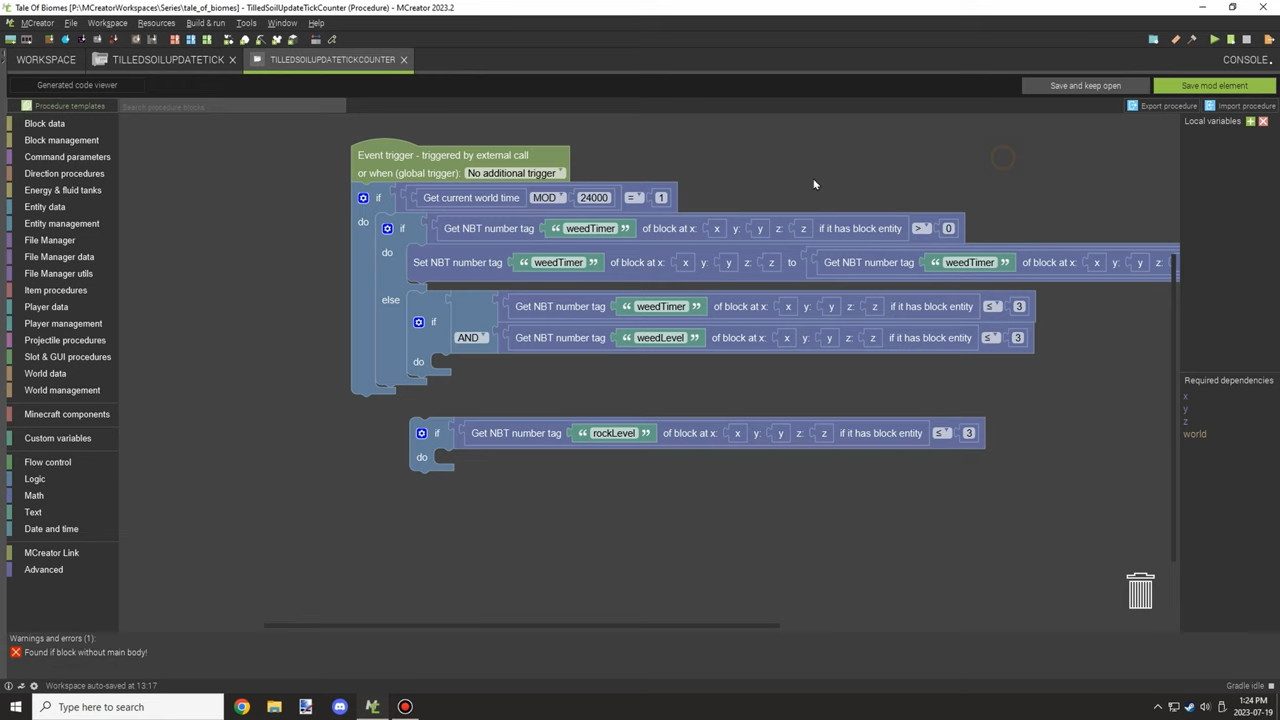 Tale Of Biomes [P:\MCreatorWorkspaces\Series\tale_of_biomes] - TilledSoilUpdateTickCounter (Procedure) - MCreator 2023.2
MCreator File Workspace Resources Build & run Tools Window Help
WORKSPACE TILLEDSOILUPDATETICK TILLEDSOILUPDATETICKCOUNTER CONSOLE
Generated code viewer Save and keep open Save mod element
Procedure templates Search procedure blocks Export procedure Import procedure
Local variables
Block data
Block management
Command parameters
Direction procedures
Energy & fluid tanks
Entity data
Entity management
File Manager
File Manager data
File Manager utils
Item procedures
Player data
Player management
Projectile procedures
Slot & GUI procedures
World data
World management
Minecraft components
Custom variables
Flow control
Logic
Math
Text
Date and time
MCreator Link
Advanced
Event trigger - triggered by external call
or when (global trigger): No additional trigger
if Get current world time MOD 24000 = 1
do if Get NBT number tag “ weedTimer ” of block at x: x y: y z: z if it has block entity > 0
do Set NBT number tag “ weedTimer ” of block at x: x y: y z: z to Get NBT number tag “ weedTimer ” of block at x: x y: y z:
else if AND Get NBT number tag “ weedTimer ” of block at x: x y: y z: z if it has block entity ≤ 3
Get NBT number tag “ weedLevel ” of block at x: x y: y z: z if it has block entity ≤ 3
do
if Get NBT number tag “ rockLevel ” of block at x: x y: y z: z if it has block entity ≤ 3
do
Required dependencies
x
y
z
world
Warnings and errors (1):
Found if block without main body!
Workspace auto-saved at 13:17 Gradle idle
Type here to search
1:24 PM
2023-07-19